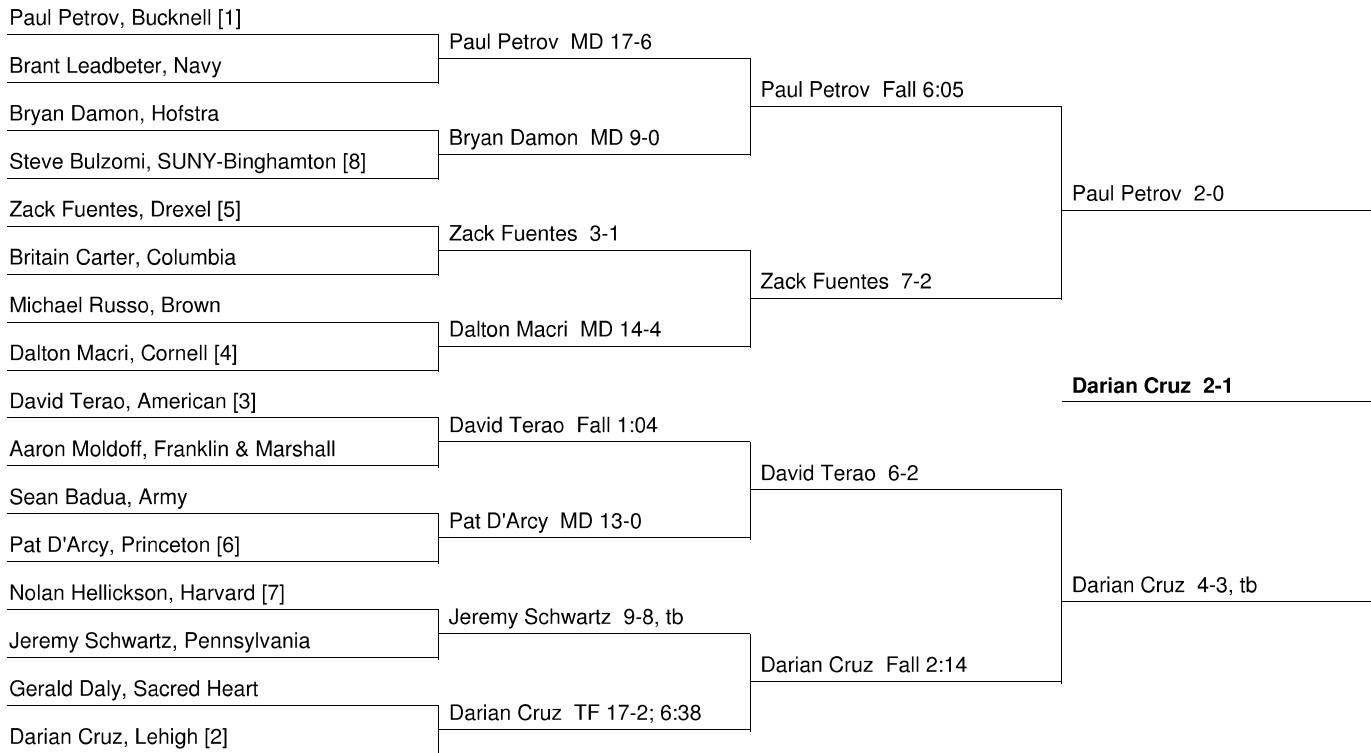 Paul Petrov, Bucknell [1]
Brant Leadbeter, Navy
Bryan Damon, Hofstra
Steve Bulzomi, SUNY-Binghamton [8]
Zack Fuentes, Drexel [5]
Britain Carter, Columbia
Michael Russo, Brown
Dalton Macri, Cornell [4]
David Terao, American [3]
Aaron Moldoff, Franklin & Marshall
Sean Badua, Army
Pat D'Arcy, Princeton [6]
Nolan Hellickson, Harvard [7]
Jeremy Schwartz, Pennsylvania
Gerald Daly, Sacred Heart
Darian Cruz, Lehigh [2]
Paul Petrov MD 17-6
Bryan Damon MD 9-0
Zack Fuentes 3-1
Dalton Macri MD 14-4
David Terao Fall 1:04
Pat D'Arcy MD 13-0
Jeremy Schwartz 9-8, tb
Darian Cruz TF 17-2; 6:38
Paul Petrov Fall 6:05
Zack Fuentes 7-2
David Terao 6-2
Darian Cruz Fall 2:14
Paul Petrov 2-0
Darian Cruz 2-1
Darian Cruz 4-3, tb